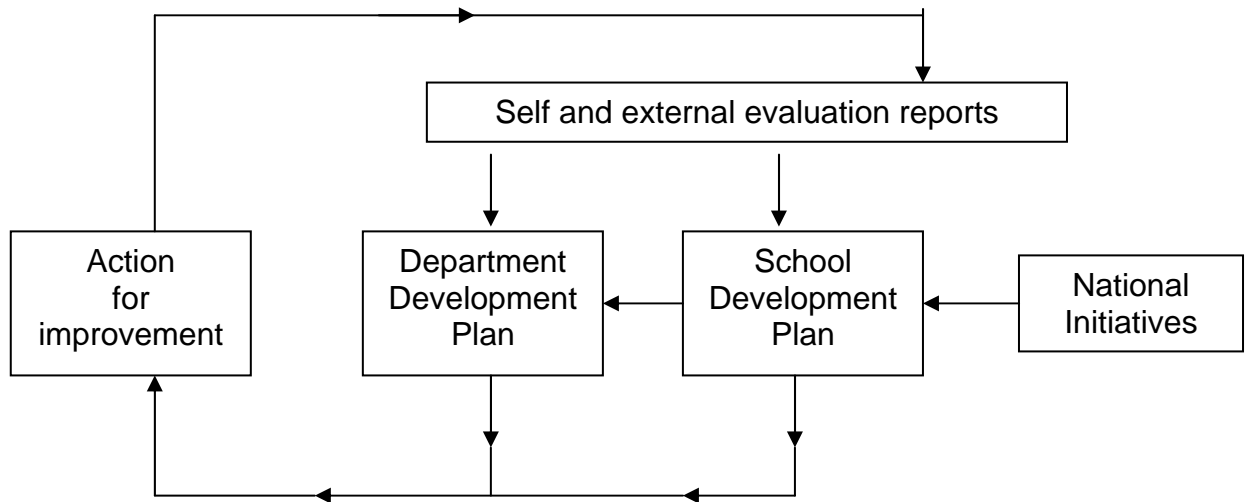 Self and external evaluation reports
Action
for
improvement
Department
Development
Plan
School
Development
Plan
National
Initiatives